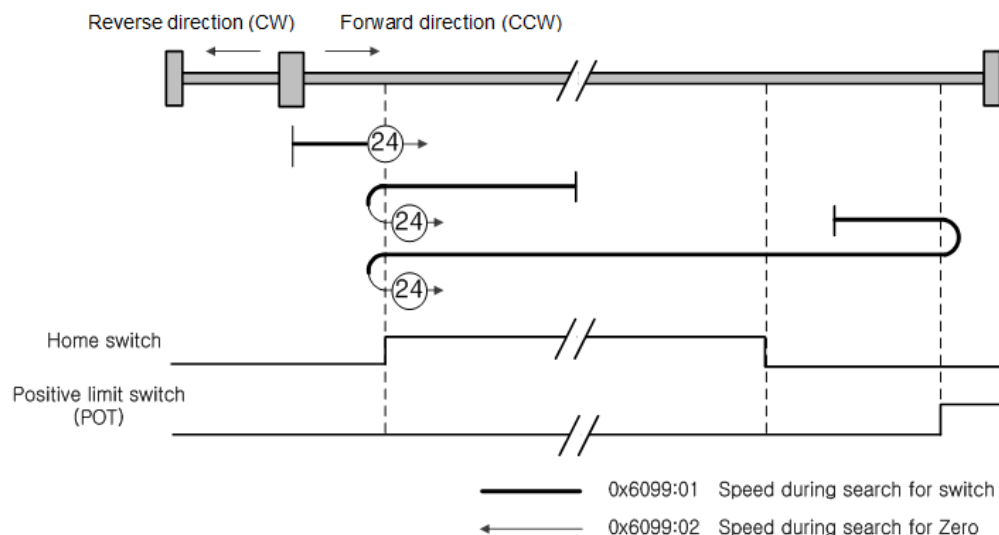 Reverse direction (CW) Forward direction (CCW)
24
24
24
Home switch
Positive limit switch
(POT)
0x6099:01 Speed during search for switch
0x6099:02 Speed during search for Zero